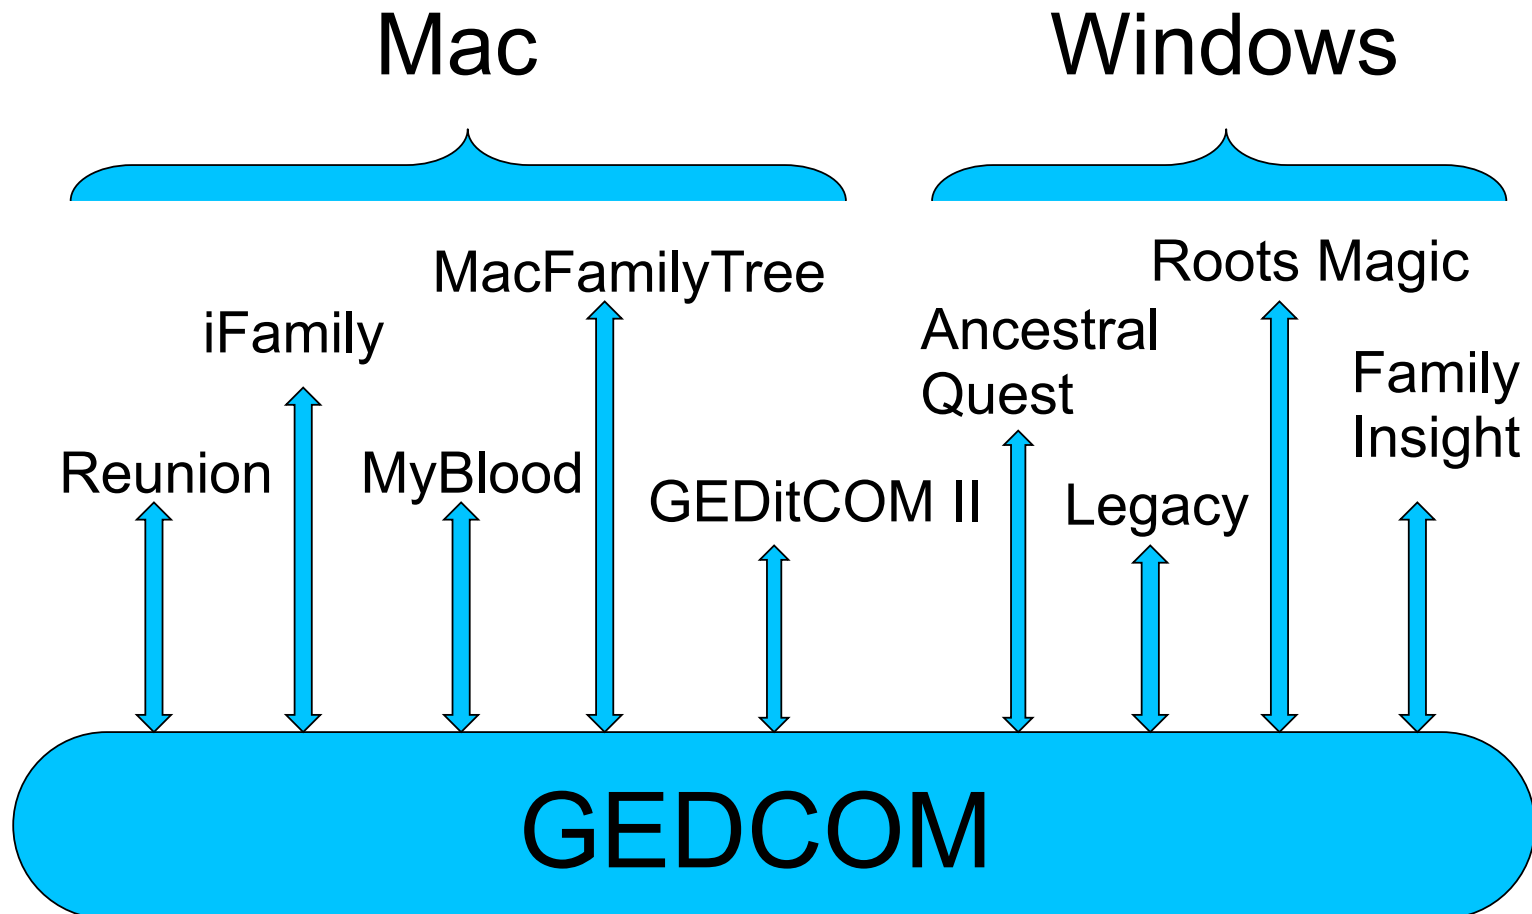 Mac
Windows
MacFamilyTree
Roots Magic
iFamily
Ancestral
Quest
Family
Insight
Reunion
MyBlood
GEDitCOM II
Legacy
GEDCOM